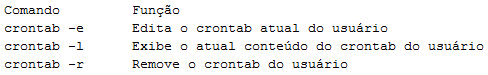 Comando Função
crontab -e Edita o crontab atual do usuário
crontab -l Exibe o atual conteúdo do crontab do usuário
crontab -r Remove o crontab do usuário